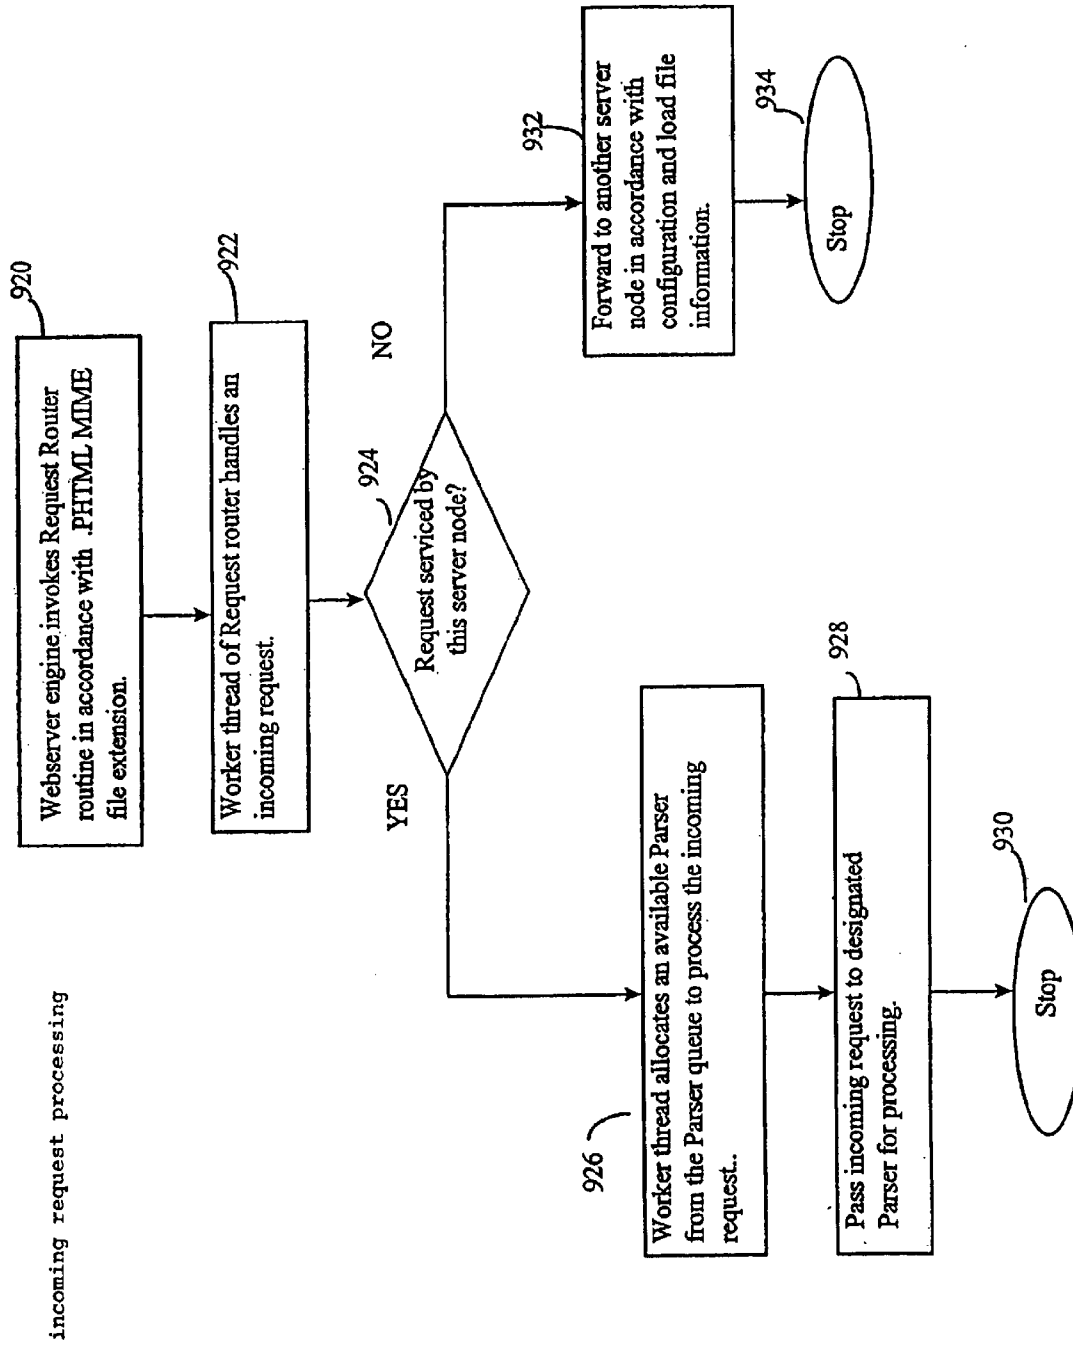 incoming request processing
920
Webserver engine invokes Request Router
routine in accordance with .PHTML MIME
file extension.
922
Worker thread of Request router handles an
incoming request.
924
Request serviced by
this server node?
YES
NO
926
Worker thread allocates an available Parser
from the Parser queue to process the incoming
request..
928
Pass incoming request to designated
Parser for processing.
930
Stop
932
Forward to another server
node in accordance with
configuration and load file
information.
934
Stop